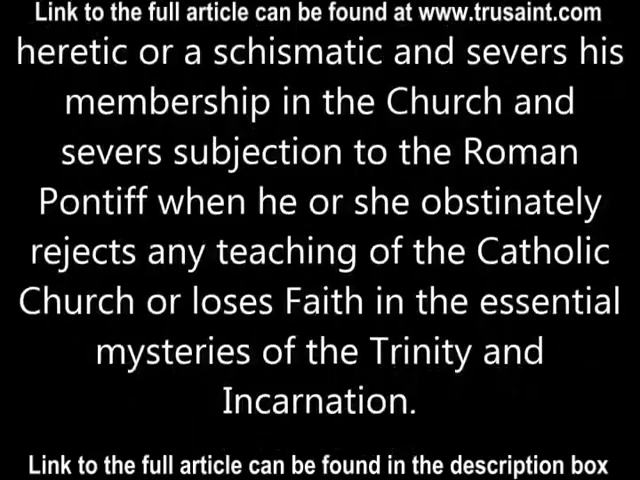 Link to the full article can be found at www.trusaint.com
heretic or a schismatic and severs his
membership in the Church and
severs subjection to the Roman
Pontiff when he or she obstinately
rejects any teaching of the Catholic
Church or loses Faith in the essential
mysteries of the Trinity and
Incarnation.
Link to the full article can be found in the description box